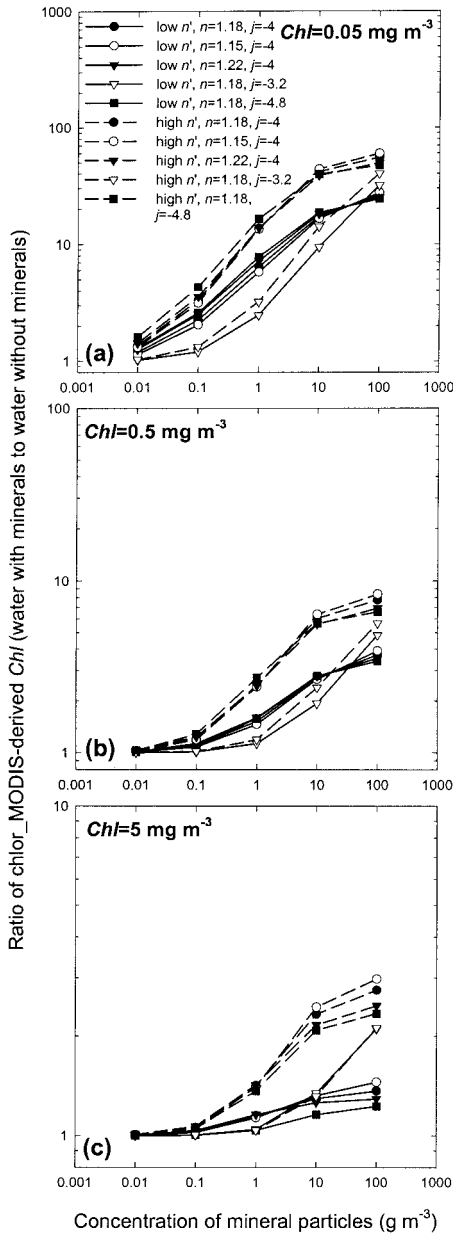 Ratio of chlor_MODIS-derived Chl (water with minerals to water without minerals)
1000
100
10
1
low n', n=1.18, j=-4
low n', n=1.15, j=-4
low n', n=1.22, j=-4
low n', n=1.18, j=-3.2
low n', n=1.18, j=-4.8
high n', n=1.18, j=-4
high n', n=1.15, j=-4
high n', n=1.22, j=-4
high n', n=1.18, j=-3.2
high n', n=1.18,
j=-4.8
Chl=0.05 mg m-3
(a)
0.001 0.01 0.1 1 10 100 1000
100
10
1
Chl=0.5 mg m-3
(b)
0.001 0.01 0.1 1 10 100 1000
10
1
Chl=5 mg m-3
(c)
0.001 0.01 0.1 1 10 100 1000
Concentration of mineral particles (g m-3)